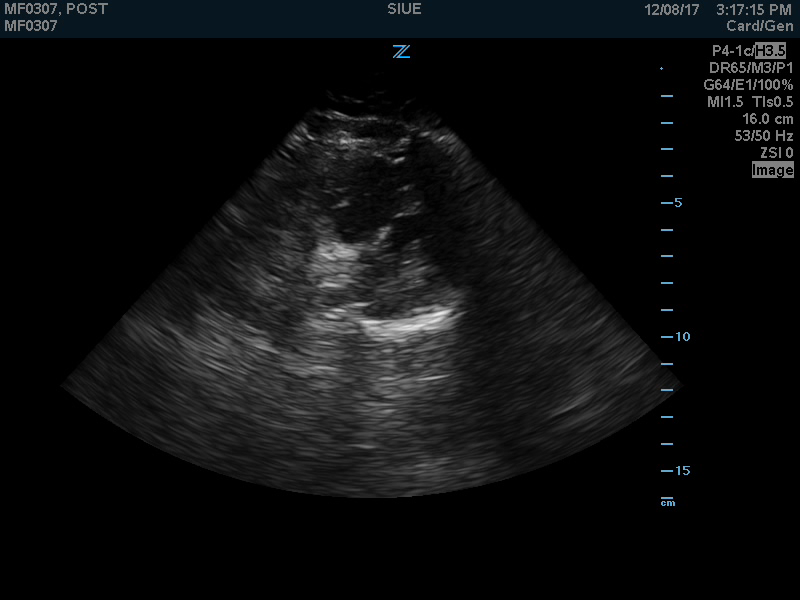 MF0307, POST SIUE 12/08/17 3:17:15 PM
MF0307 Card/Gen
Z
P4-1c/H3.5
DR65/M3/P1
G64/E1/100%
MI1.5 TIs0.5
16.0 cm
53/50 Hz
ZSI 0
Image
5
10
15
cm